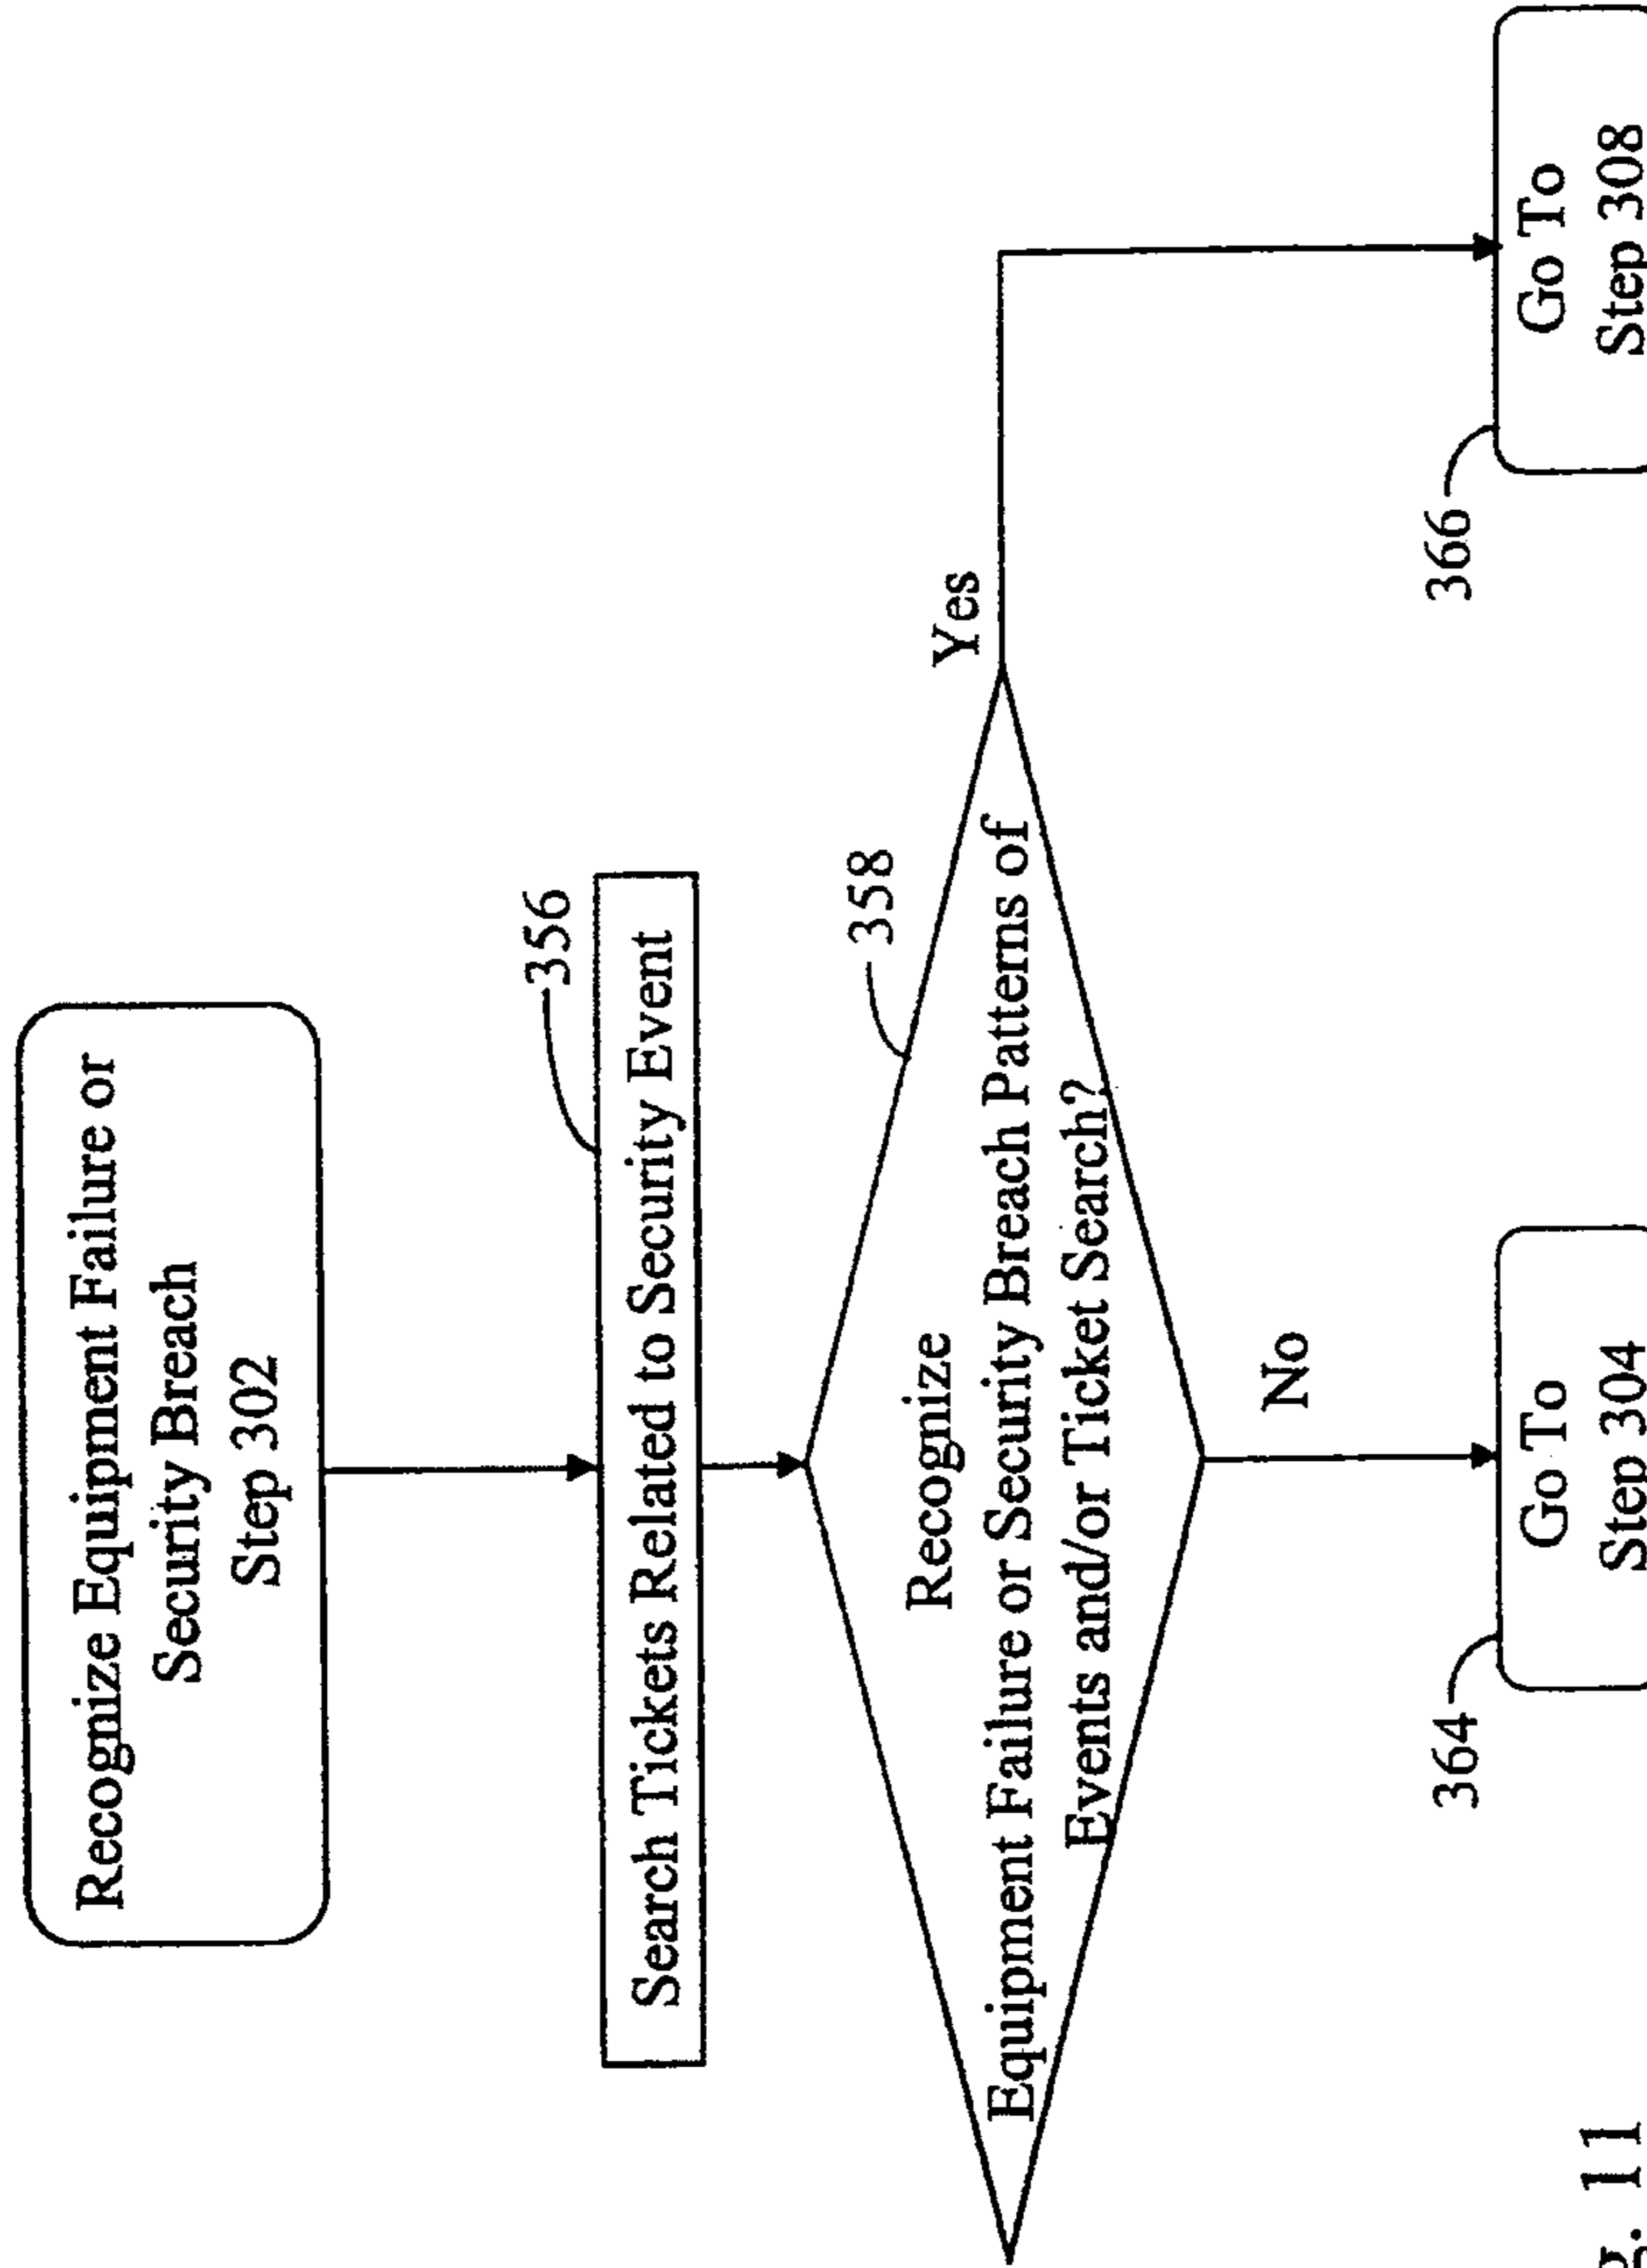 Recognize Equipment Failure or
Security Breach
Step 302
356
Search Tickets Related to Security Event
358
Recognize
Equipment Failure or Security Breach Patterns of
Events and/or Ticket Search?
Yes
No
364
Go To
Step 304
366
Go To
Step 308
g. 11